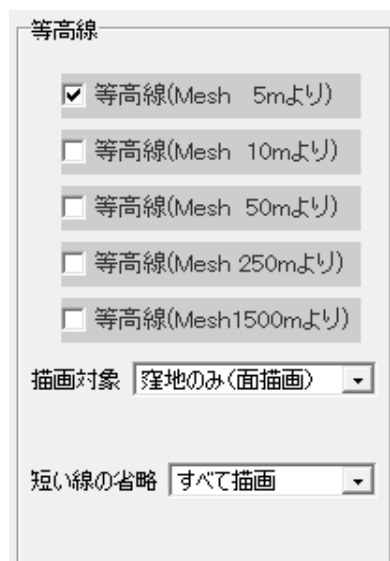 等高線
等高線(Mesh 5mより)
等高線(Mesh 10mより)
等高線(Mesh 50mより)
等高線(Mesh 250mより)
等高線(Mesh1500mより)
描画対象 窪地のみ(面描画)
短い線の省略 すべて描画